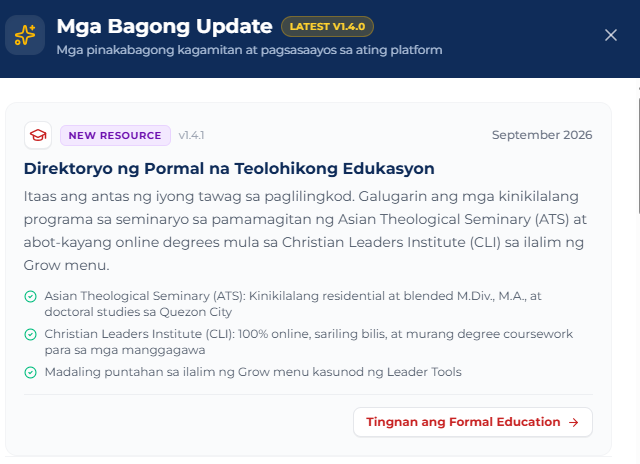 Mga Bagong Update LATEST V1.4.0
Mga pinakabagong kagamitan at pagsasaayos sa ating platform
NEW RESOURCE v1.4.1 September 2026
Direktoryo ng Pormal na Teolohikong Edukasyon
Itaas ang antas ng iyong tawag sa paglilingkod. Galugarin ang mga kinikilalang
programa sa seminaryo sa pamamagitan ng Asian Theological Seminary (ATS) at
abot-kayang online degrees mula sa Christian Leaders Institute (CLI) sa ilalim ng
Grow menu.
Asian Theological Seminary (ATS): Kinikilalang residential at blended M.Div., M.A., at
doctoral studies sa Quezon City
Christian Leaders Institute (CLI): 100% online, sariling bilis, at murang degree coursework
para sa mga manggagawa
Madaling puntahan sa ilalim ng Grow menu kasunod ng Leader Tools
Tingnan ang Formal Education →